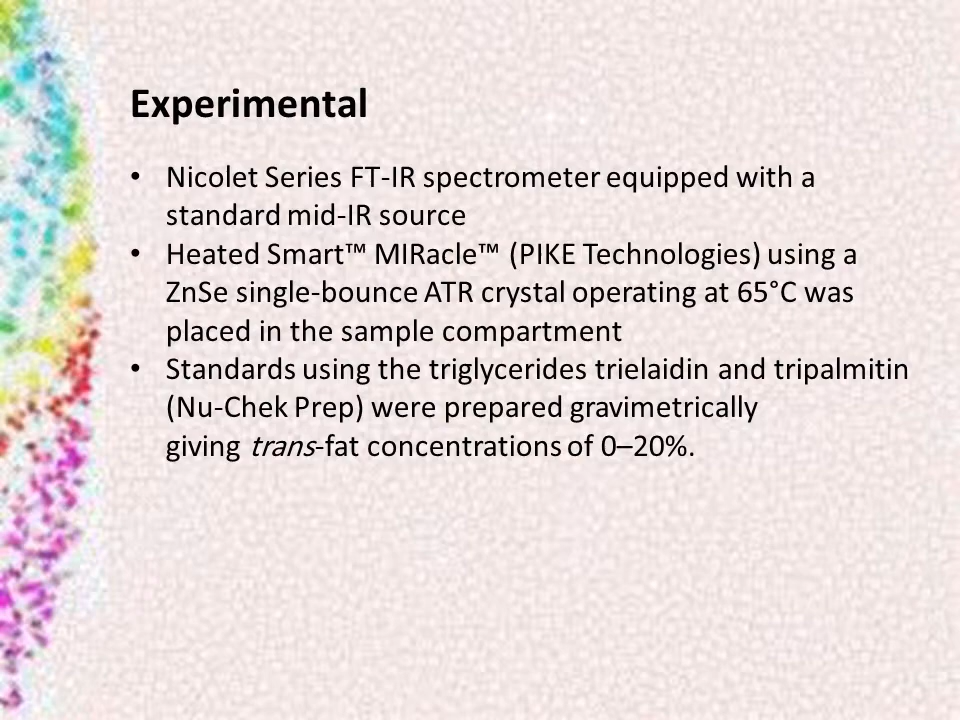 Experimental
• Nicolet Series FT-IR spectrometer equipped with a
standard mid-IR source
• Heated Smart™ MIRacle™ (PIKE Technologies) using a
ZnSe single-bounce ATR crystal operating at 65°C was
placed in the sample compartment
• Standards using the triglycerides trielaidin and tripalmitin
(Nu-Chek Prep) were prepared gravimetrically
giving trans-fat concentrations of 0–20%.